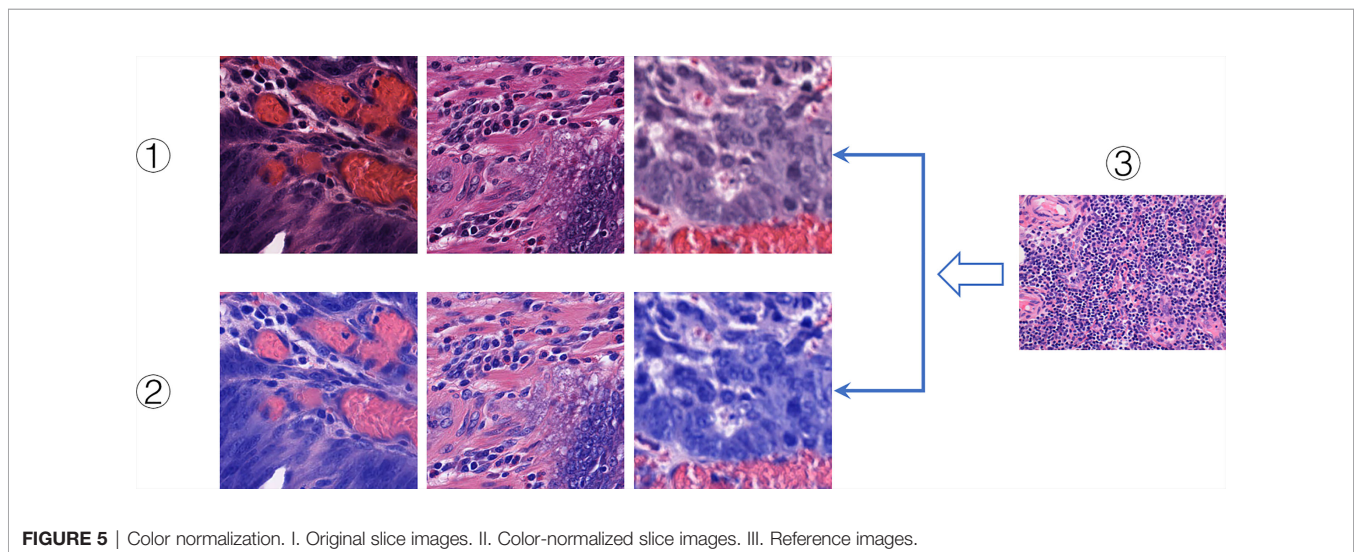 ①
③
②
FIGURE 5 | Color normalization. I. Original slice images. II. Color-normalized slice images. III. Reference images.